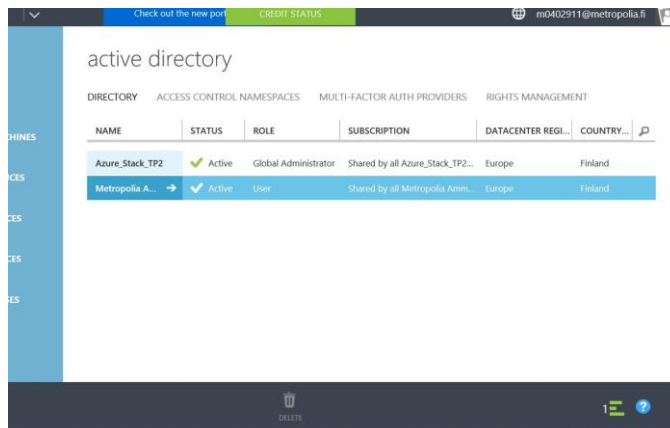 Check out the new port CREDIT STATUS m0402911@metropolia.fi
active directory
DIRECTORY ACCESS CONTROL NAMESPACES MULTI-FACTOR AUTH PROVIDERS RIGHTS MANAGEMENT
NAME STATUS ROLE SUBSCRIPTION DATACENTER REGI... COUNTRY...
HINES
Azure_Stack_TP2 Active Global Administrator Shared by all Azure_Stack_TP2... Europe Finland
CES
Metropolia A... Active User Shared by all Metropolia Amm... Europe Finland
CES
CES
ES
DELETE
1